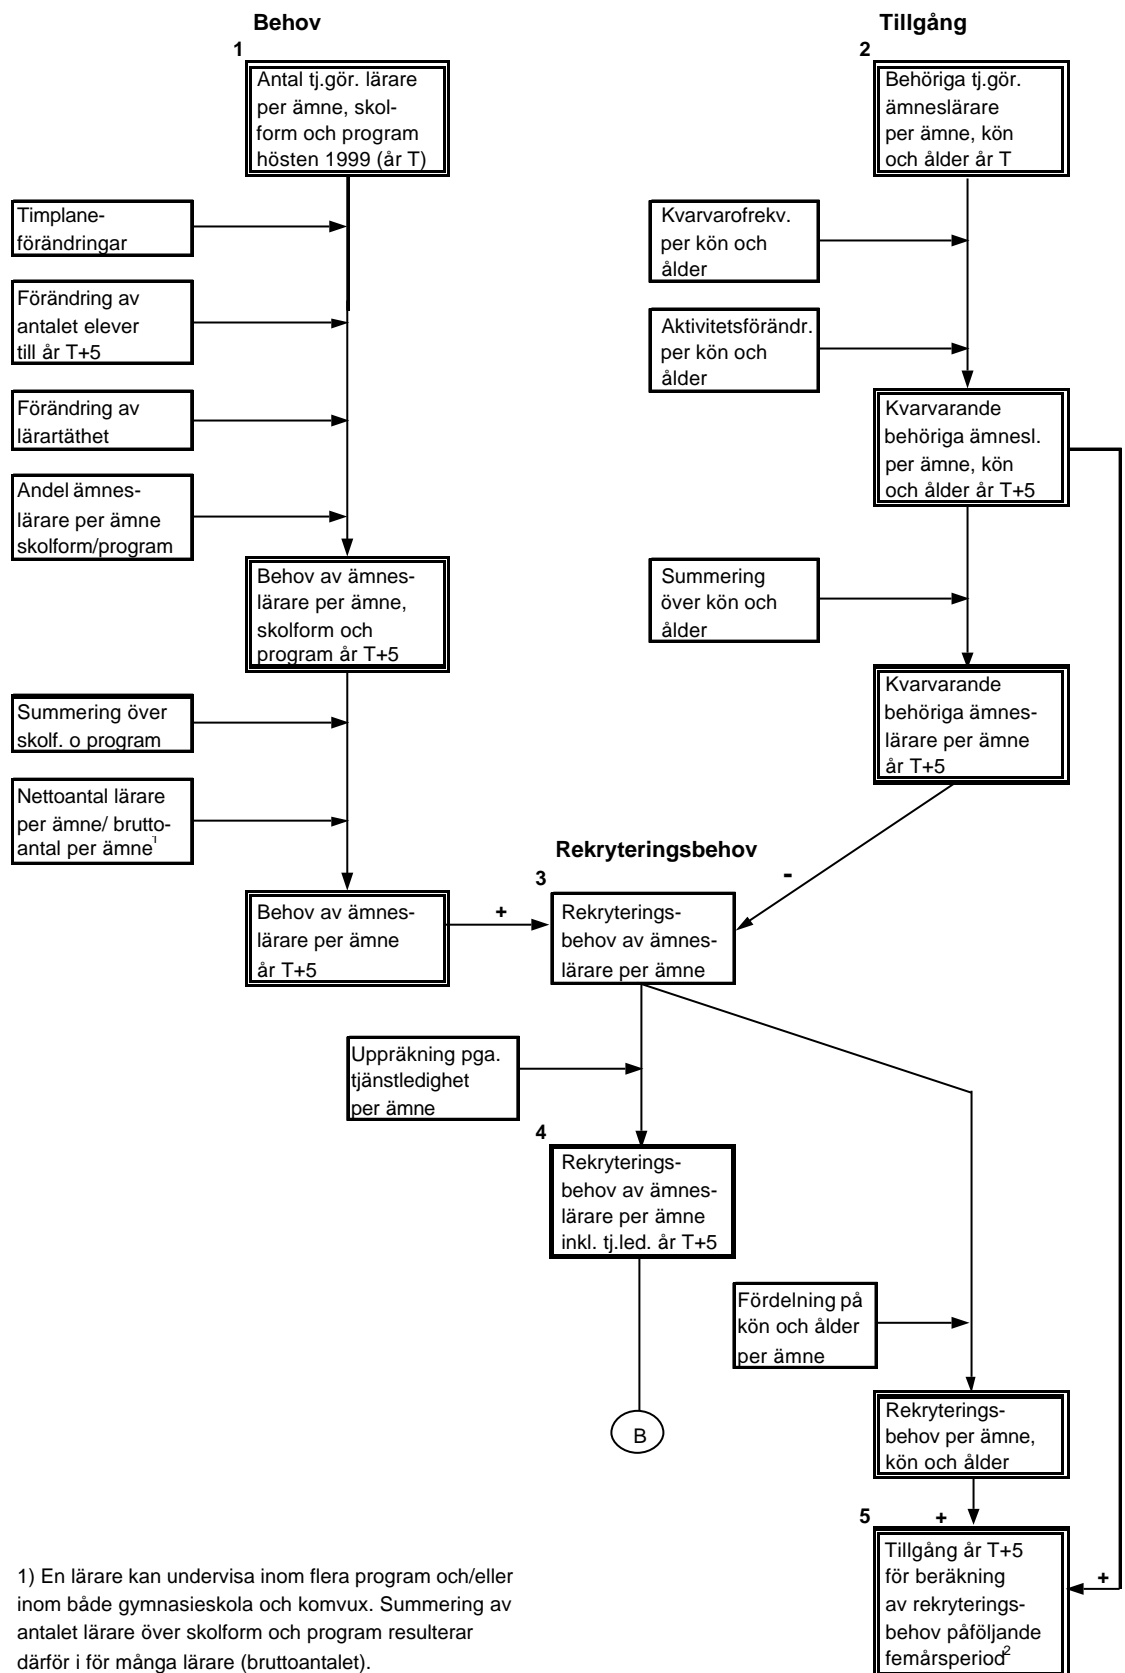 Behov
1
Antal tj.gör. lärare
per ämne, skol-
form och program
hösten 1999 (år T)
Timplane-
förändringar
Förändring av
antalet elever
till år T+5
Förändring av
lärartäthet
Andel ämnes-
lärare per ämne
skolform/program
Behov av ämnes-
lärare per ämne,
skolform och
program år T+5
Summering över
skolf. o program
Nettoantal lärare
per ämne/ brutto-
antal per ämne1
Behov av ämnes-
lärare per ämne
år T+5
+
Tillgång
2
Behöriga tj.gör.
ämneslärare
per ämne, kön
och ålder år T
Kvarvarofrekv.
per kön och
ålder
Aktivitetsförändr.
per kön och
ålder
Kvarvarande
behöriga ämnesl.
per ämne, kön
och ålder år T+5
Summering
över kön och
ålder
Kvarvarande
behöriga ämnes-
lärare per ämne
år T+5
-
Rekryteringsbehov
3
Rekryterings-
behov av ämnes-
lärare per ämne
Uppräkning pga.
tjänstledighet
per ämne
4
Rekryterings-
behov av ämnes-
lärare per ämne
inkl. tj.led. år T+5
B
Fördelning på
kön och ålder
per ämne
Rekryterings-
behov per ämne,
kön och ålder
+
5
Tillgång år T+5
för beräkning
av rekryterings-
behov påföljande
femårsperiod2
+
1) En lärare kan undervisa inom flera program och/eller
inom både gymnasieskola och komvux. Summering av
antalet lärare över skolform och program resulterar
därför i för många lärare (bruttoantalet).